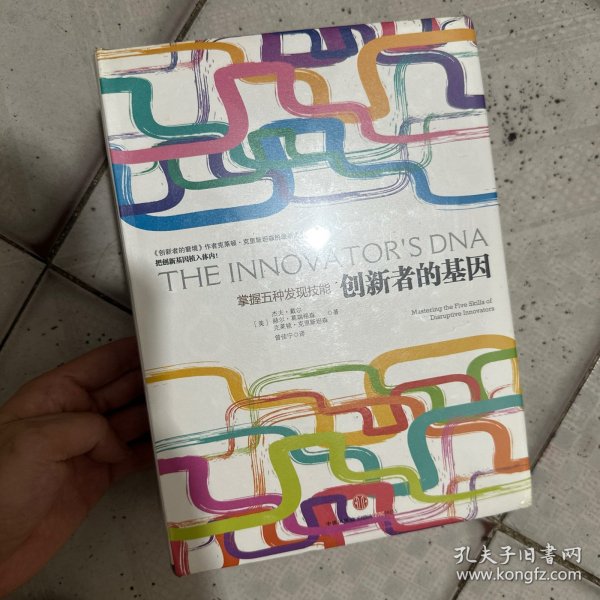 《创新者的窘境》作者克莱顿·克里斯坦森
把创新基因植入体内!
THE INNOVATOR'S DNA
掌握五种发现技能
创新者的基因
Mastering the Five Skills of
Disruptive Innovators
杰夫·戴尔
[美] 赫尔·葛瑞格森 著
克莱顿·克里斯坦森
曾佳宁 译
孔夫子旧书网
www.kongfz.com